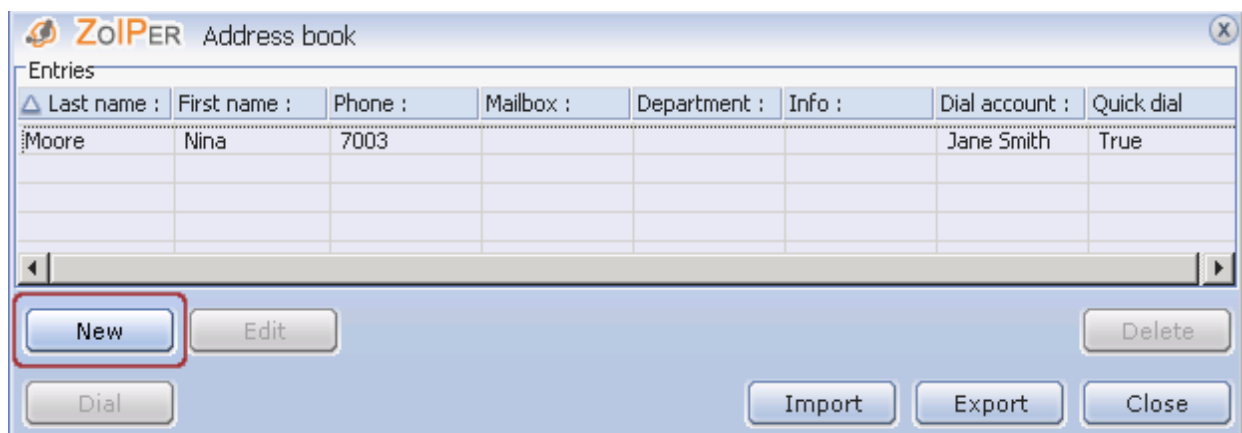 ZoIPER Address book
Entries
Last name : First name : Phone : Mailbox : Department : Info : Dial account : Quick dial
Moore Nina 7003 Jane Smith True
New Edit Delete
Dial Import Export Close